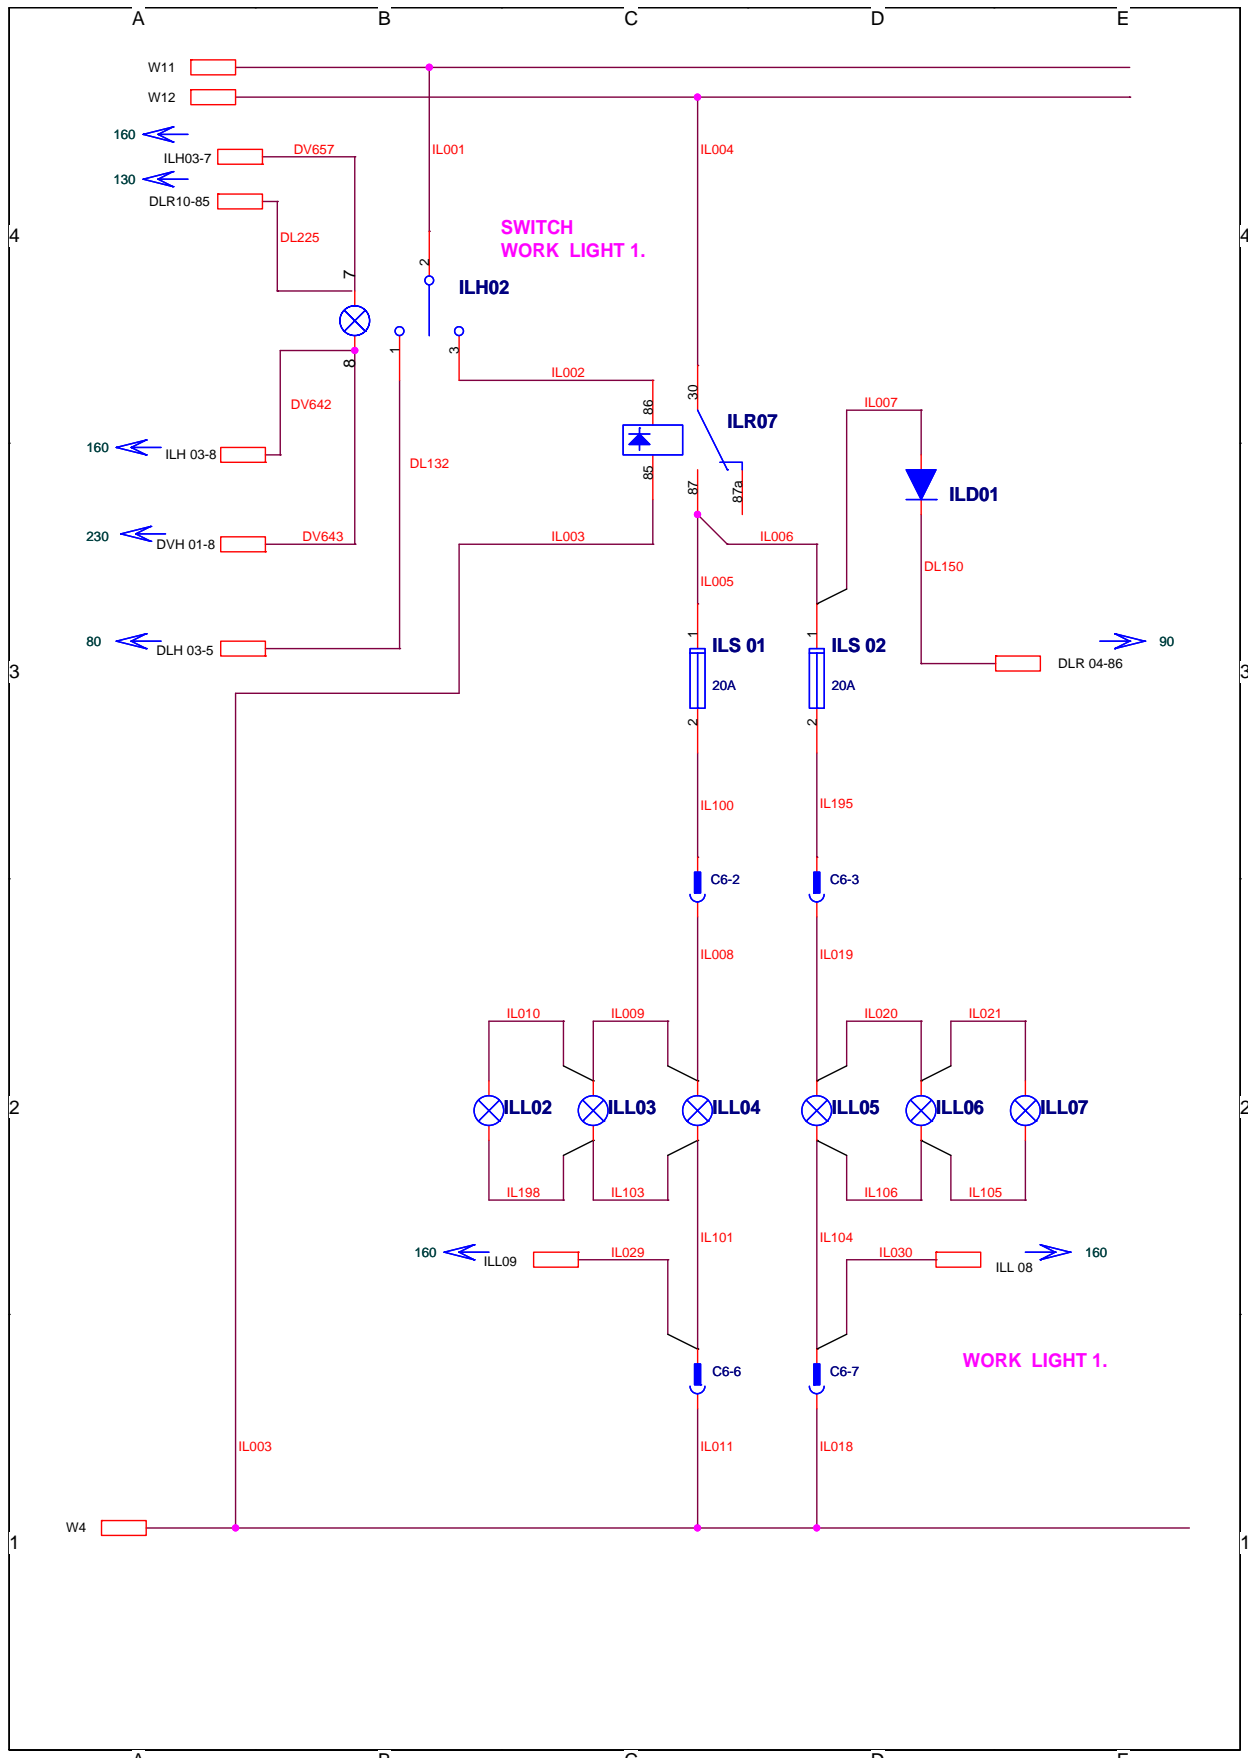 A B C D E
W11
W12
160
ILH03-7 DV657 IL001 IL004
130
DLR10-85
DL225
SWITCH
WORK LIGHT 1.
4 4
7 2
ILH02
8 1 3
IL002
30
86
IL007
DV642
ILR07
160 ILH 03-8
DL132
85 87 87a
ILD01
230 DVH 01-8 DV643
IL003 IL006
IL005
DL150
80 DLH 03-5
1 ILS 01 1 ILS 02
90
DLR 04-86
3 3
20A 20A
2 2
IL100 IL195
C6-2 C6-3
IL008 IL019
IL010 IL009 IL020 IL021
2 ILL02 ILL03 ILL04 ILL05 ILL06 ILL07 2
IL198 IL103 IL106 IL105
IL101 IL104
160 ILL09 IL029 IL030 ILL 08 160
WORK LIGHT 1.
C6-6 C6-7
IL003 IL011 IL018
W4
1 1
A B C D E